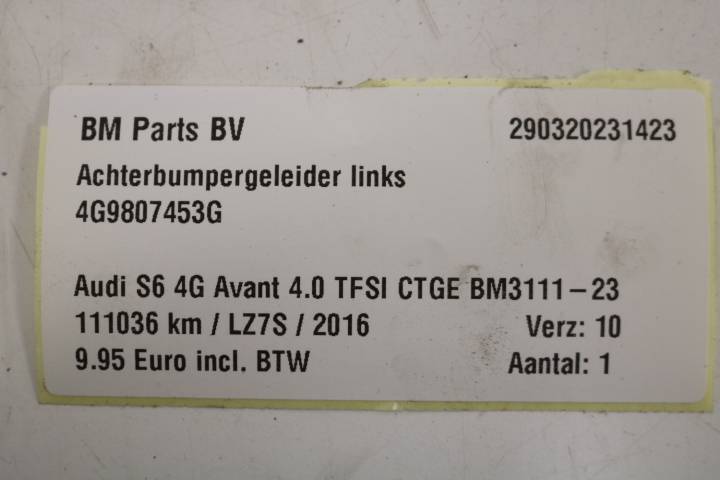 BM Parts BV 290320231423
Achterbumpergeleider links
4G9807453G
Audi S6 4G Avant 4.0 TFSI CTGE BM3111-23
111036 km / LZ7S / 2016 Verz: 10
9.95 Euro incl. BTW Aantal: 1